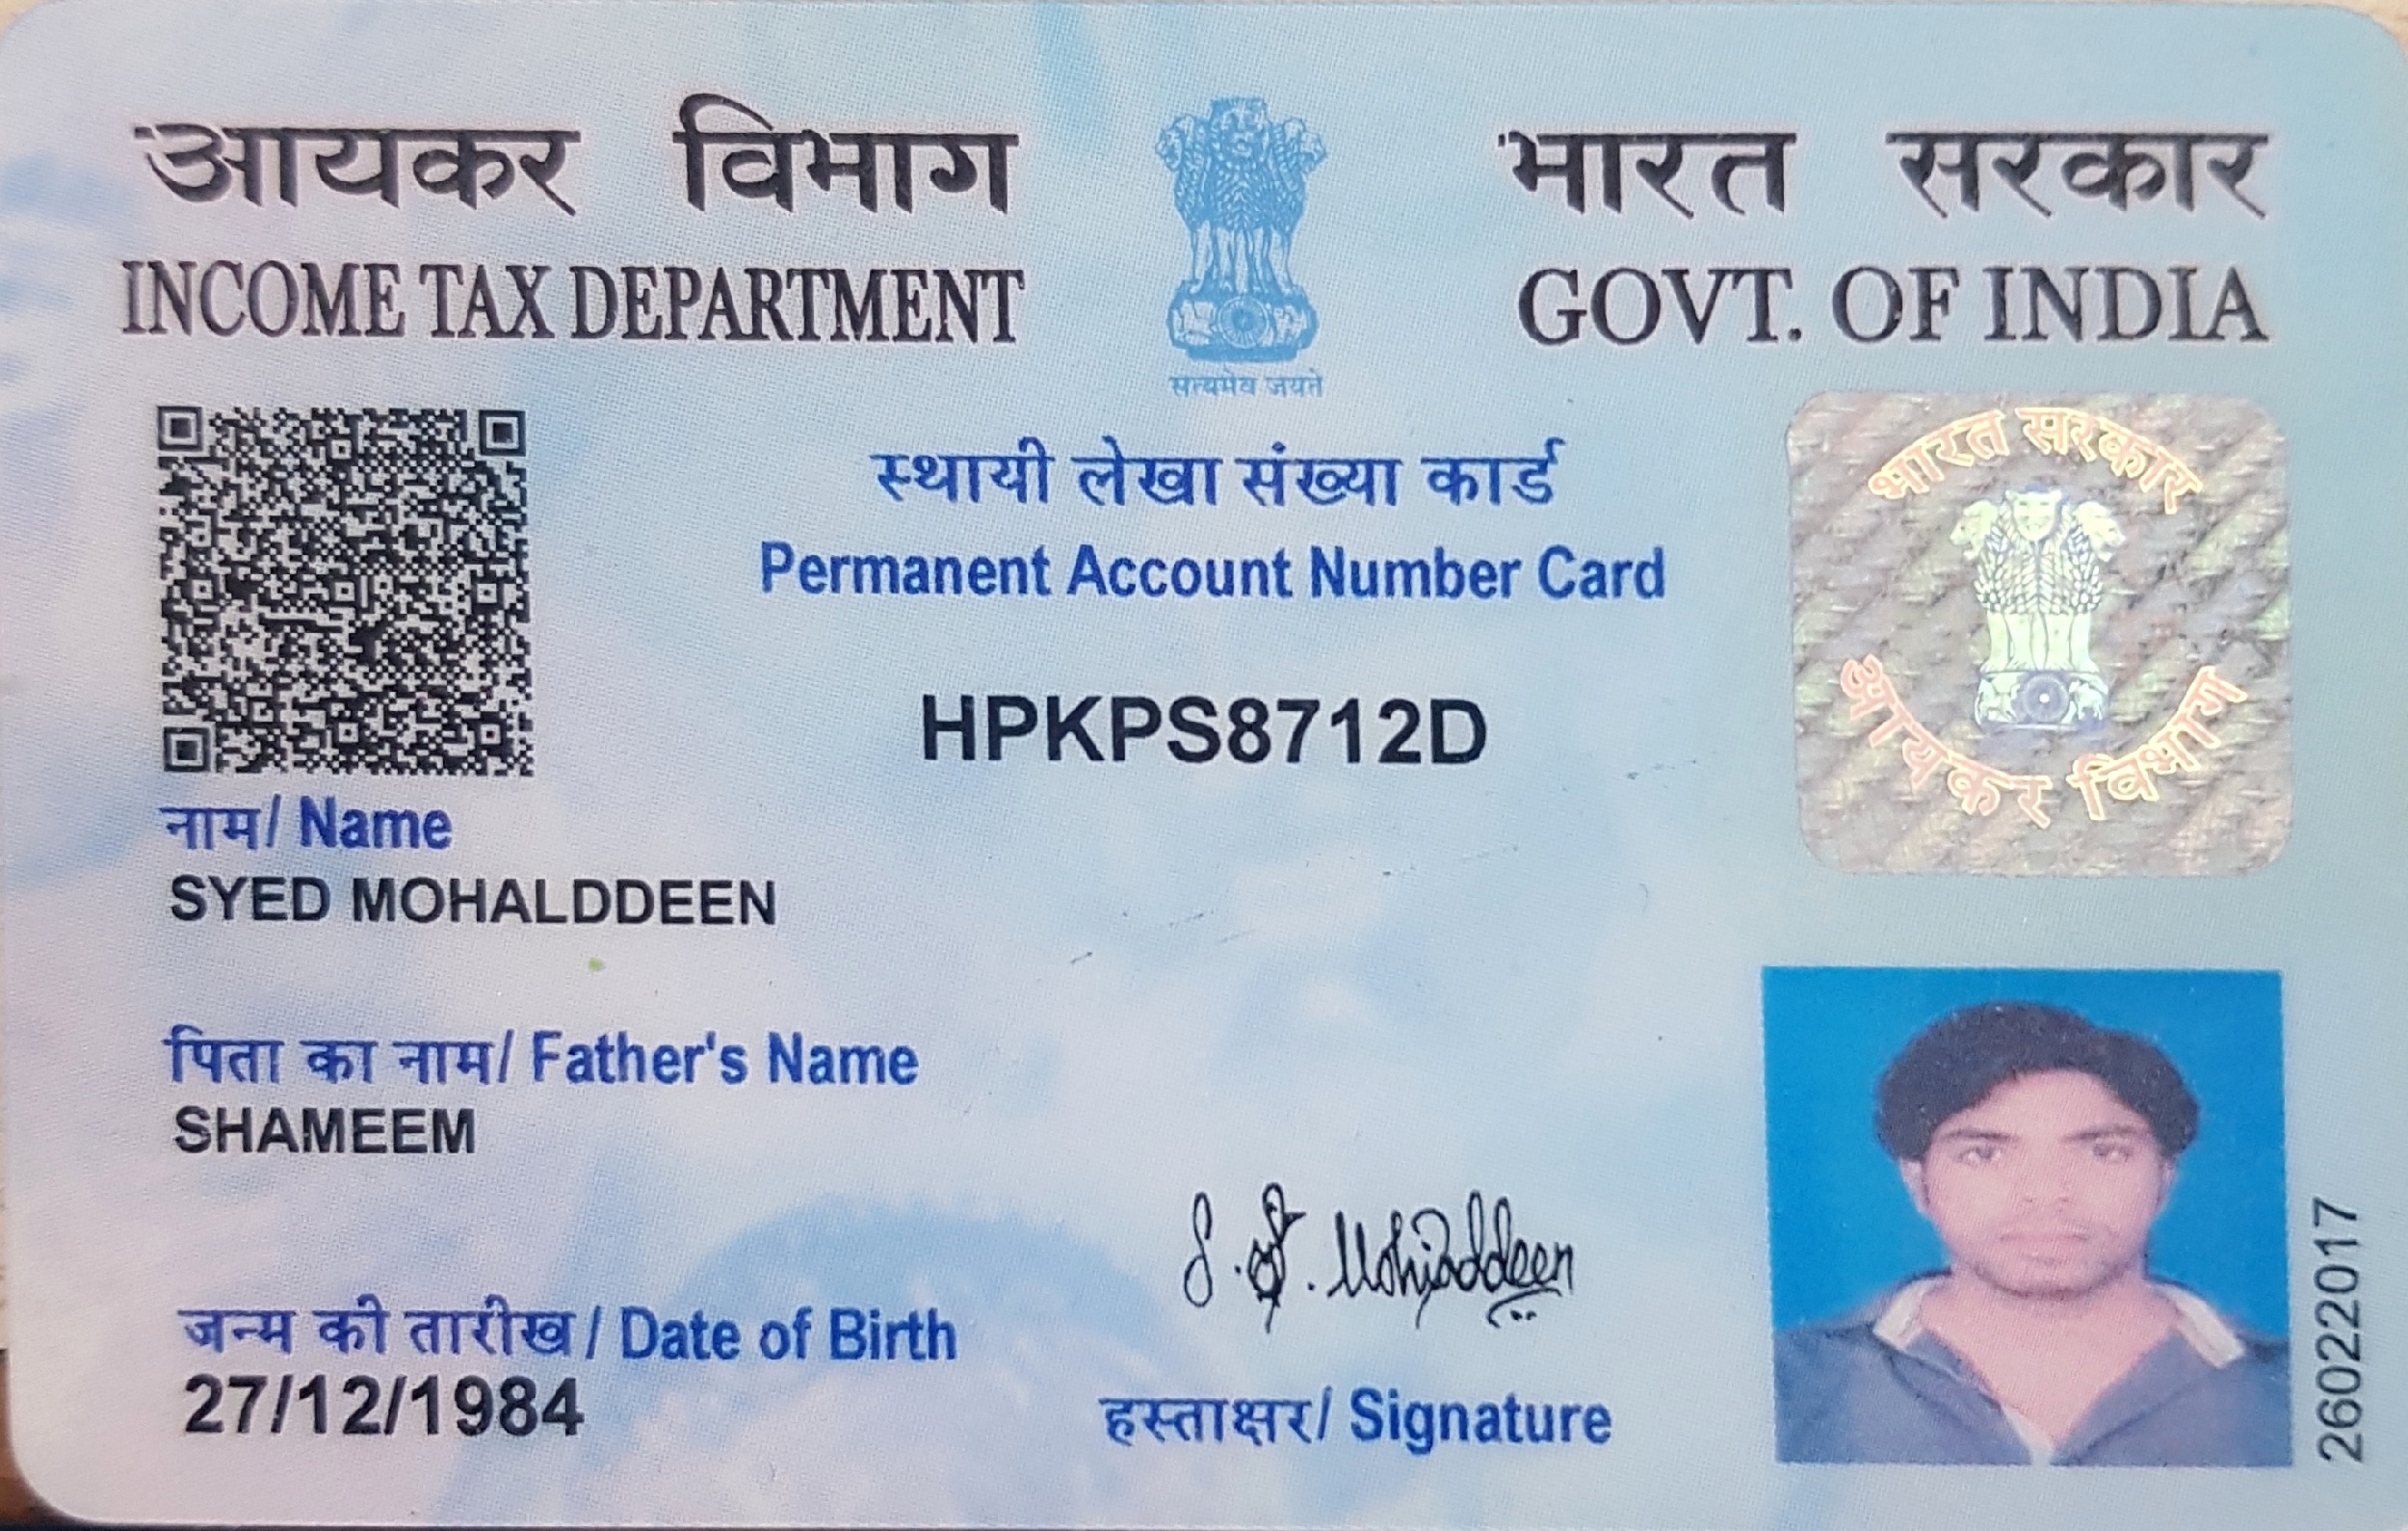 आयकर विभाग
INCOME TAX DEPARTMENT
सत्यमेव जयते
भारत सरकार
GOVT. OF INDIA
स्थायी लेखा संख्या कार्ड
Permanent Account Number Card
HPKPS8712D
भारत सरकार
आयकर विभाग
नाम/ Name
SYED MOHALDDEEN
पिता का नाम/ Father's Name
SHAMEEM
जन्म की तारीख/ Date of Birth
27/12/1984
हस्ताक्षर/ Signature
26022017